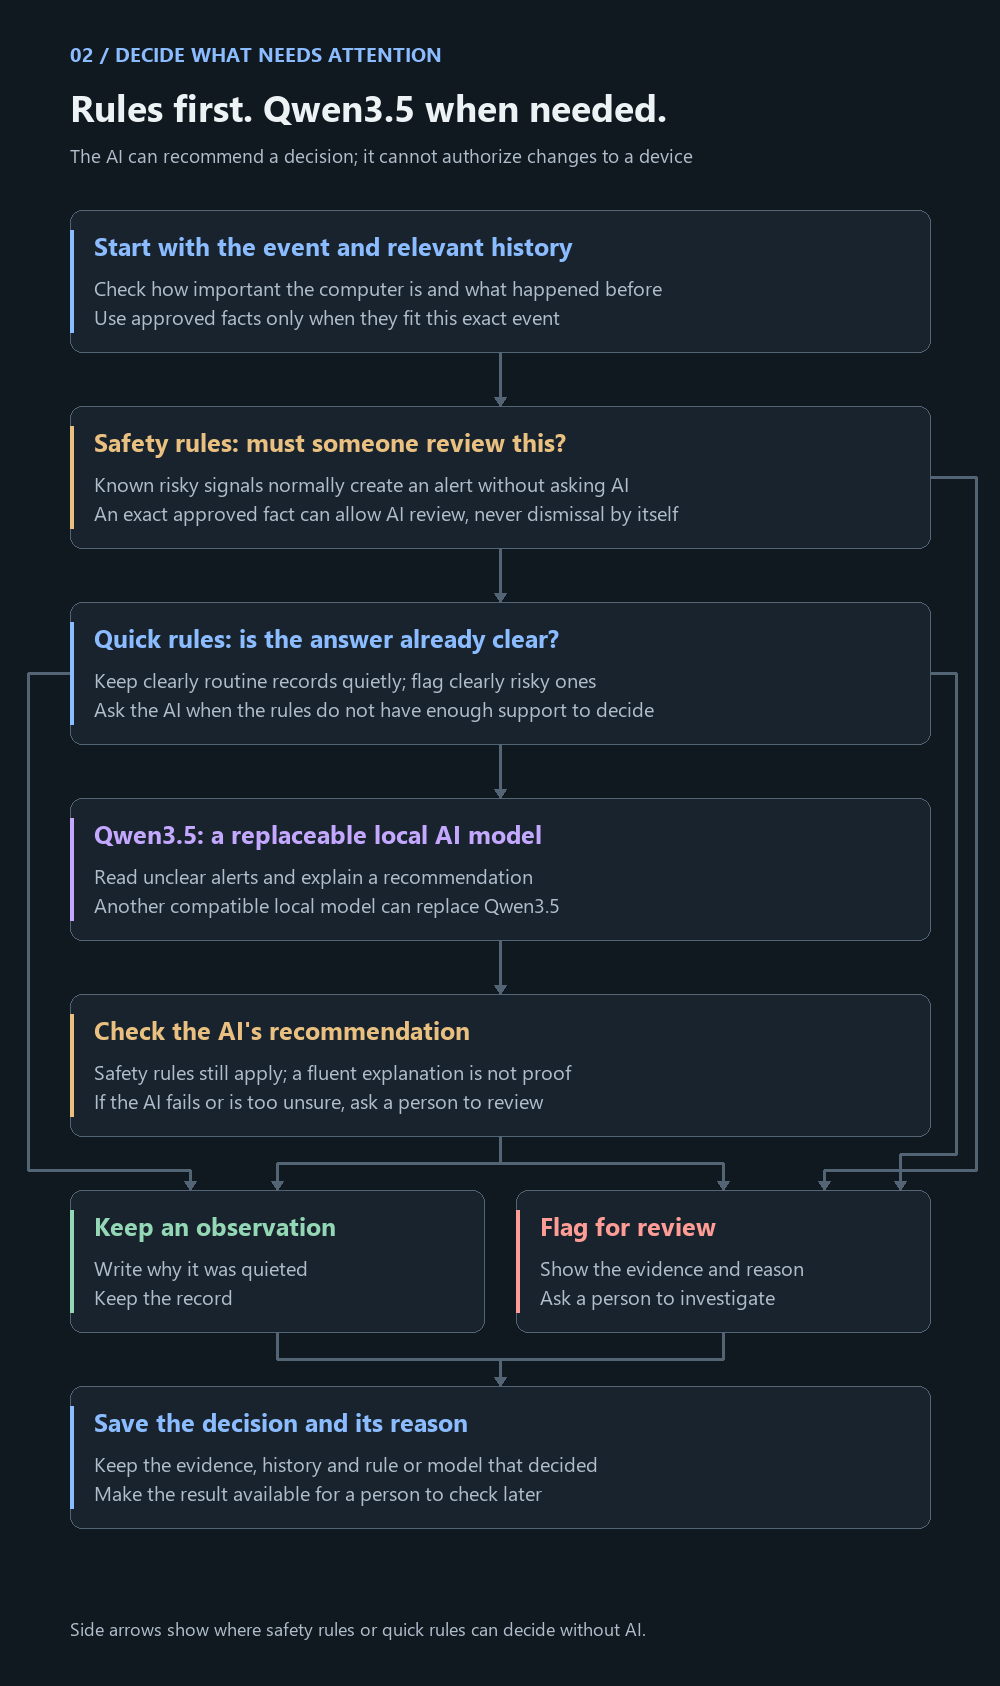 02 / DECIDE WHAT NEEDS ATTENTION
Rules first. Qwen3.5 when needed.
The AI can recommend a decision; it cannot authorize changes to a device
Start with the event and relevant history
Check how important the computer is and what happened before
Use approved facts only when they fit this exact event
Safety rules: must someone review this?
Known risky signals normally create an alert without asking AI
An exact approved fact can allow AI review, never dismissal by itself
Quick rules: is the answer already clear?
Keep clearly routine records quietly; flag clearly risky ones
Ask the AI when the rules do not have enough support to decide
Qwen3.5: a replaceable local AI model
Read unclear alerts and explain a recommendation
Another compatible local model can replace Qwen3.5
Check the AI's recommendation
Safety rules still apply; a fluent explanation is not proof
If the AI fails or is too unsure, ask a person to review
Keep an observation
Write why it was quieted
Keep the record
Flag for review
Show the evidence and reason
Ask a person to investigate
Save the decision and its reason
Keep the evidence, history and rule or model that decided
Make the result available for a person to check later
Side arrows show where safety rules or quick rules can decide without AI.